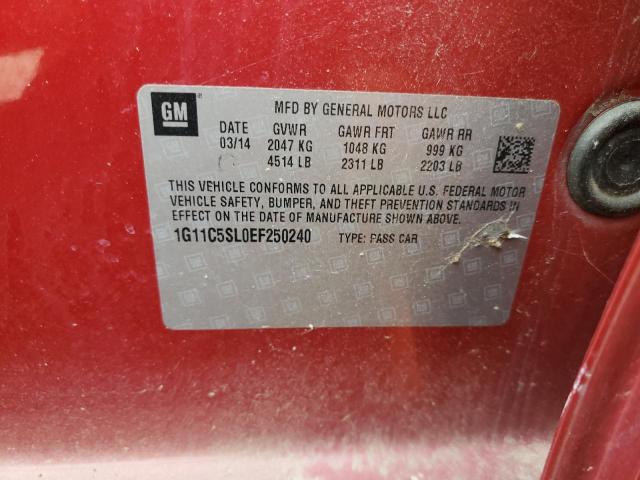 GM
MFD BY GENERAL MOTORS LLC
DATE GVWR GAWR FRT GAWR RR
03/14 2047 KG 1048 KG 999 KG
4514 LB 2311 LB 2203 LB
THIS VEHICLE CONFORMS TO ALL APPLICABLE U.S. FEDERAL MOTOR
VEHICLE SAFETY, BUMPER, AND THEFT PREVENTION STANDARDS IN
EFFECT ON THE DATE OF MANUFACTURE SHOWN ABOVE.
1G11C5SL0EF250240 TYPE: PASS CAR